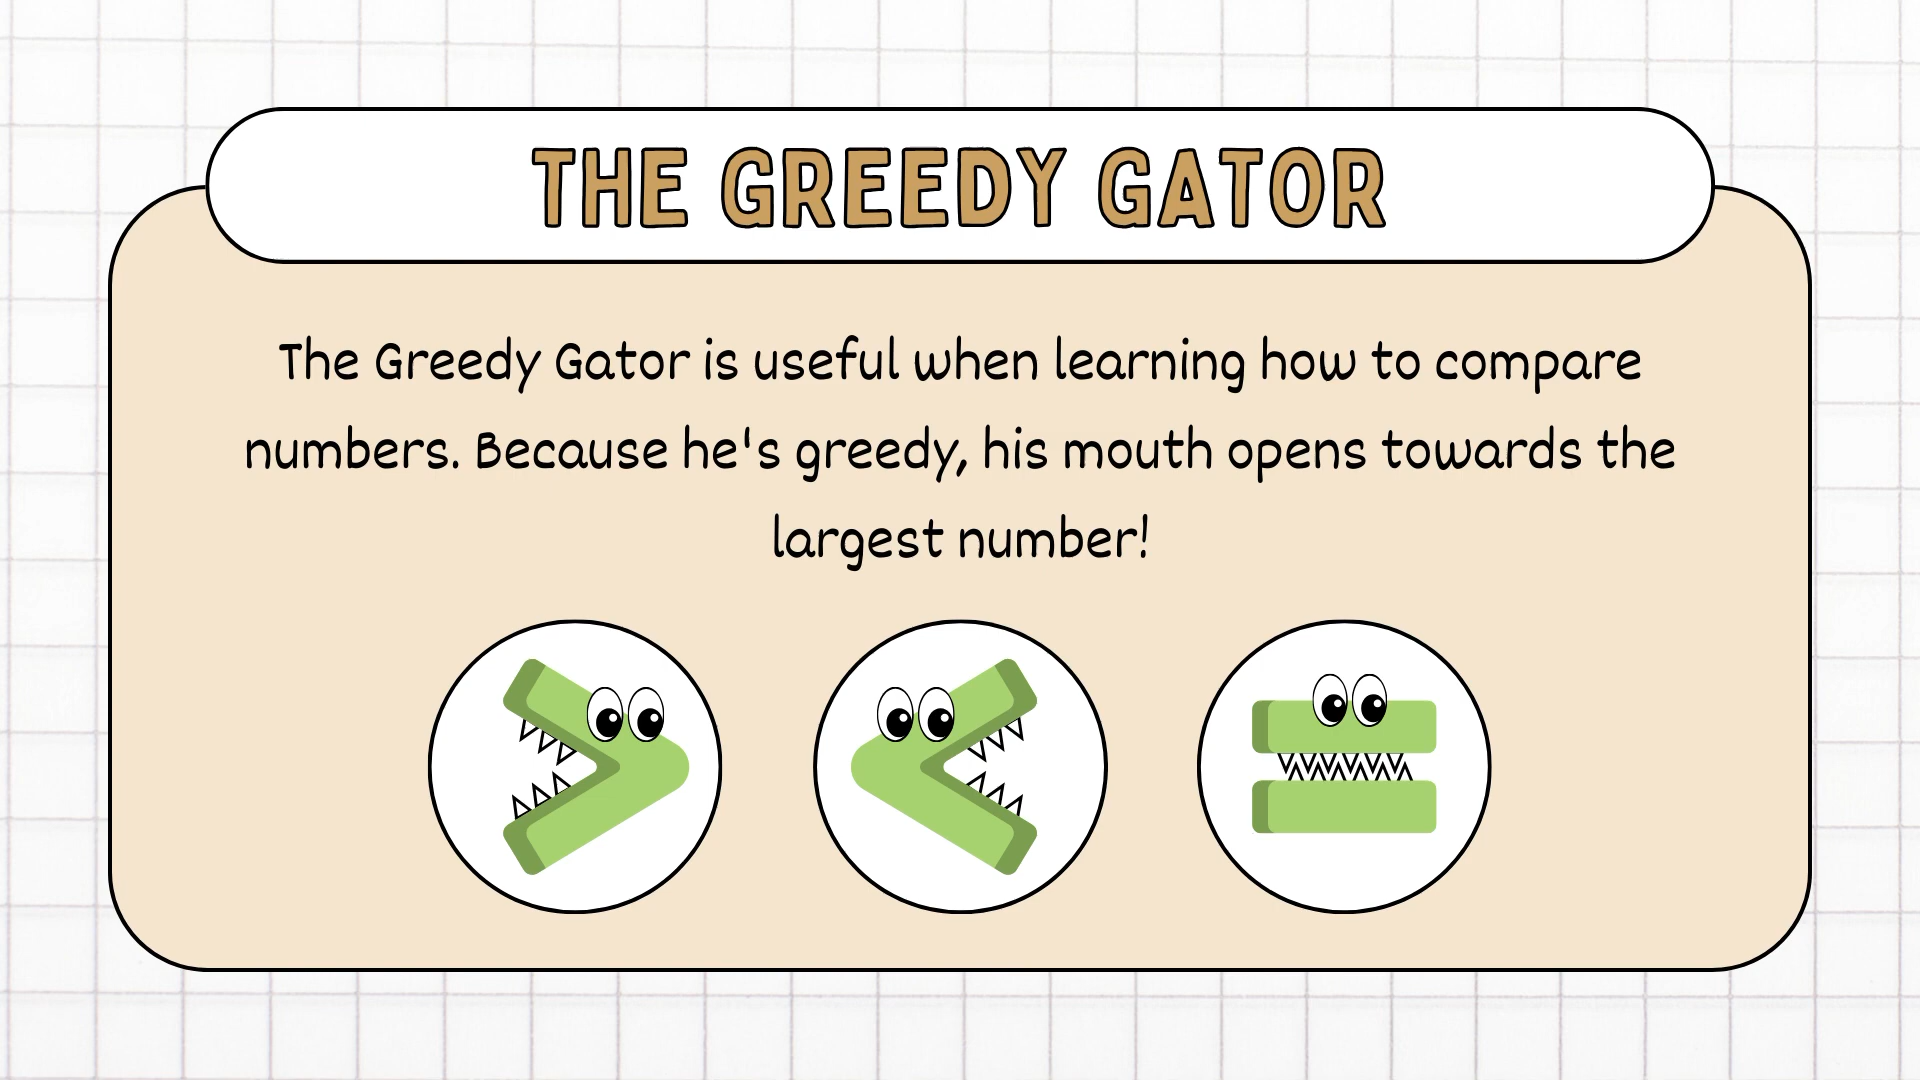 THE GREEDY GATOR
The Greedy Gator is useful when learning how to compare
numbers. Because he's greedy, his mouth opens towards the
largest number!